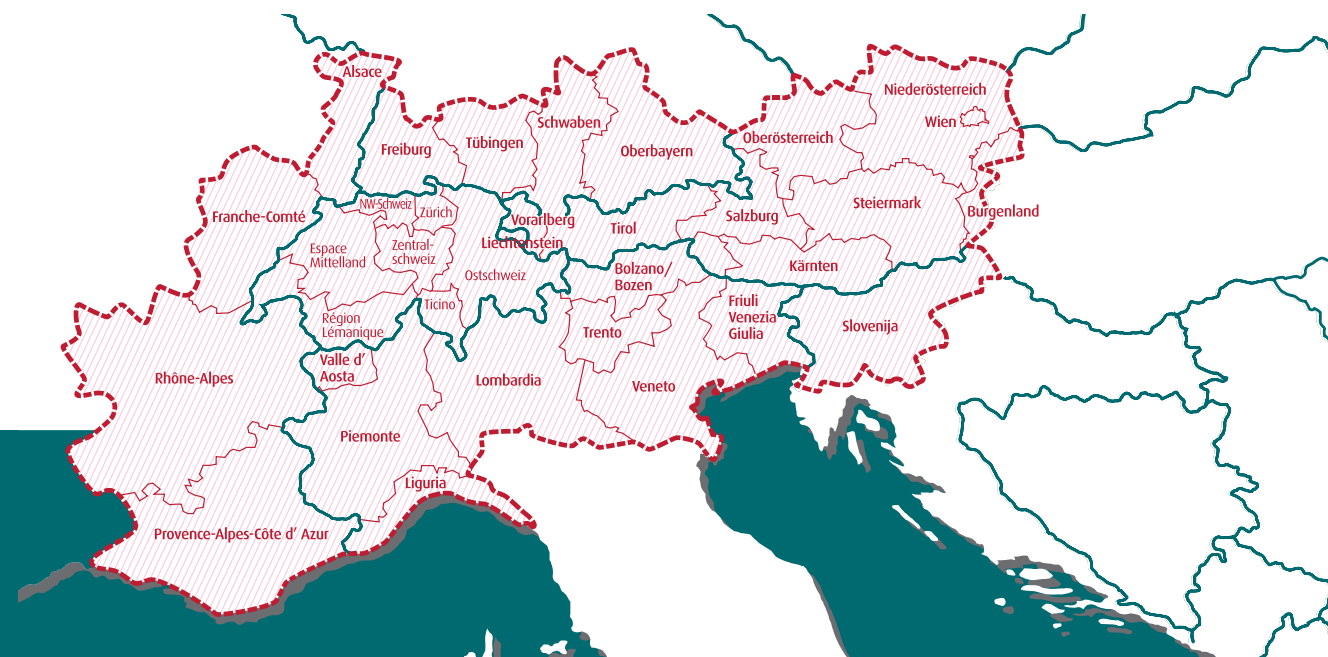 Alsace
Niederösterreich
Wien
Schwaben
Oberösterreich
Freiburg
Tübingen
Oberbayern
NW-Schweiz
Zürich
Franche-Comté
Vorarlberg
Tirol
Salzburg
Steiermark
Burgenland
Espace
Mittelland
Zentral-
schweiz
Liechtenstein
Ostschweiz
Bolzano/
Bozen
Kärnten
Ticino
Région
Lémanique
Trento
Friuli
Venezia
Giulia
Slovenija
Valle d’
Aosta
Rhône-Alpes
Lombardia
Veneto
Piemonte
Liguria
Provence-Alpes-Côte d’ Azur